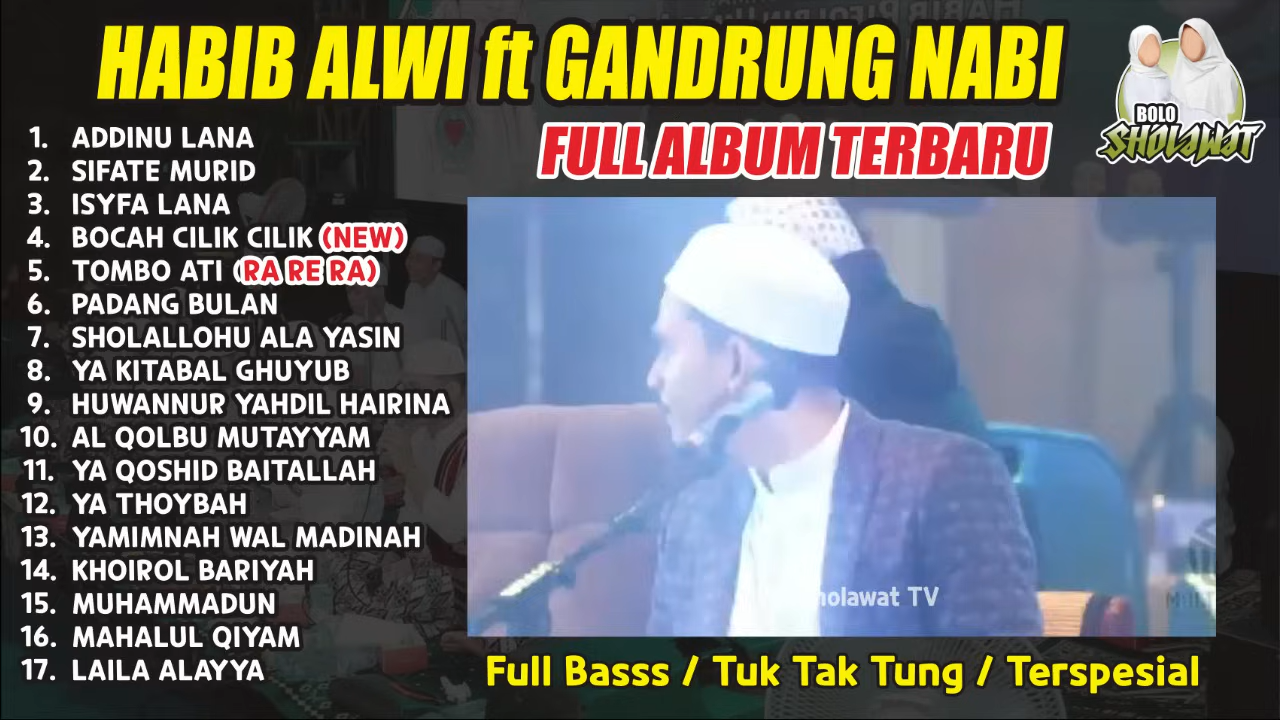 HABIB ALWI ft GANDRUNG NABI
FULL ALBUM TERBARU
BOLO
SHOLAWAT
1. ADDINU LANA
2. SIFATE MURID
3. ISYFA LANA
4. BOCAH CILIK CILIK (NEW)
5. TOMBO ATI (RA RE RA)
6. PADANG BULAN
7. SHOLALLOHU ALA YASIN
8. YA KITABAL GHUYUB
9. HUWANNUR YAHDIL HAIRINA
10. AL QOLBU MUTAYYAM
11. YA QOSHID BAITALLAH
12. YA THOYBAH
13. YAMIMNAH WAL MADINAH
14. KHOIROL BARIYAH
15. MUHAMMADUN
16. MAHALUL QIYAM
17. LAILA ALAYYA
TV
Full Basss / Tuk Tak Tung / Terspesial